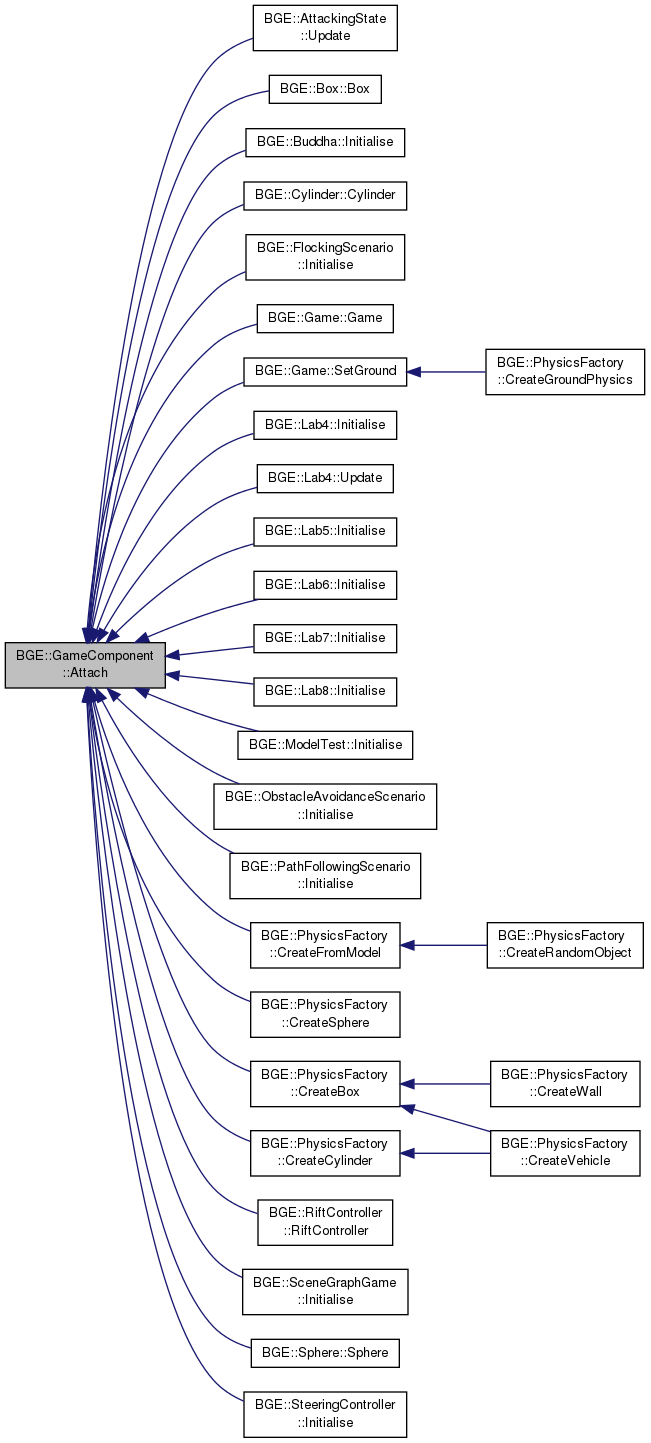 BGE::AttackingState
::Update
BGE::Box::Box
BGE::Buddha::Initialise
BGE::Cylinder::Cylinder
BGE::FlockingScenario
::Initialise
BGE::Game::Game
BGE::Game::SetGround
BGE::PhysicsFactory
::CreateGroundPhysics
BGE::Lab4::Initialise
BGE::Lab4::Update
BGE::Lab5::Initialise
BGE::Lab6::Initialise
BGE::Lab7::Initialise
BGE::GameComponent
::Attach
BGE::Lab8::Initialise
BGE::ModelTest::Initialise
BGE::ObstacleAvoidanceScenario
::Initialise
BGE::PathFollowingScenario
::Initialise
BGE::PhysicsFactory
::CreateFromModel
BGE::PhysicsFactory
::CreateRandomObject
BGE::PhysicsFactory
::CreateSphere
BGE::PhysicsFactory
::CreateBox
BGE::PhysicsFactory
::CreateWall
BGE::PhysicsFactory
::CreateCylinder
BGE::PhysicsFactory
::CreateVehicle
BGE::RiftController
::RiftController
BGE::SceneGraphGame
::Initialise
BGE::Sphere::Sphere
BGE::SteeringController
::Initialise